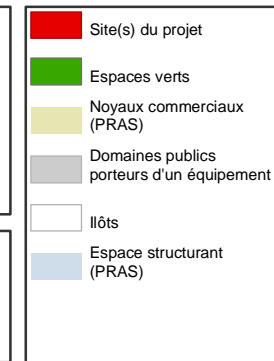 Site(s) du projet
Espaces verts
Noyaux commerciaux
(PRAS)
Domaines publics
porteurs d'un équipement
Ilôts
Espace structurant
(PRAS)